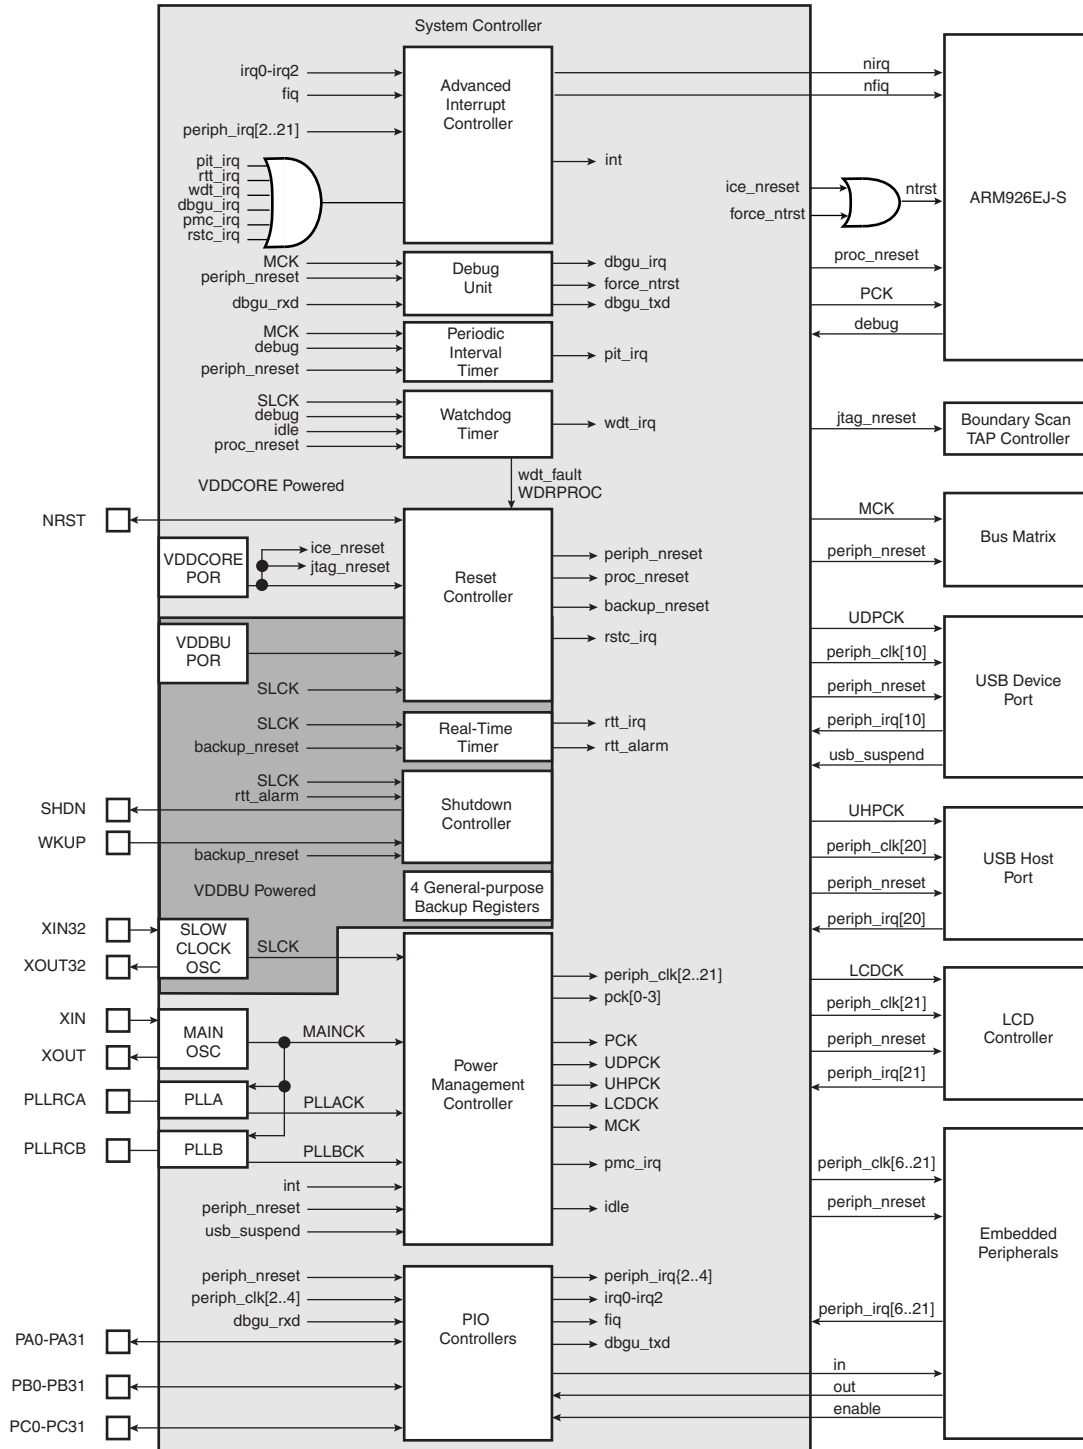 System Controller
irq0-irq2
fiq
periph_irq[2..21]
pit_irq
rtt_irq
wdt_irq
dbgu_irq
pmc_irq
rstc_irq
Advanced
Interrupt
Controller
int
nirq
nfiq
ice_nreset
force_ntrst
ntrst
ARM926EJ-S
proc_nreset
PCK
debug
MCK
periph_nreset
dbgu_rxd
Debug
Unit
dbgu_irq
force_ntrst
dbgu_txd
MCK
debug
periph_nreset
Periodic
Interval
Timer
pit_irq
SLCK
debug
idle
proc_nreset
Watchdog
Timer
wdt_irq
jtag_nreset
Boundary Scan
TAP Controller
wdt_fault
WDRPROC
VDDCORE Powered
NRST
VDDCORE
POR
ice_nreset
jtag_nreset
Reset
Controller
periph_nreset
proc_nreset
backup_nreset
rstc_irq
MCK
periph_nreset
Bus Matrix
VDDBU
POR
SLCK
UDPCK
periph_clk[10]
periph_nreset
periph_irq[10]
usb_suspend
USB Device
Port
SLCK
backup_nreset
Real-Time
Timer
rtt_irq
rtt_alarm
SHDN
WKUP
SLCK
rtt_alarm
backup_nreset
Shutdown
Controller
UHPCK
periph_clk[20]
periph_nreset
periph_irq[20]
USB Host
Port
VDDBU Powered
4 General-purpose
Backup Registers
XIN32
XOUT32
SLOW
CLOCK
OSC
SLCK
XIN
XOUT
MAIN
OSC
MAINCK
PLLRCA
PLLA
PLLACK
PLLRCB
PLLB
PLLBCK
int
periph_nreset
usb_suspend
Power
Management
Controller
periph_clk[2..21]
pck[0-3]
PCK
UDPCK
UHPCK
LCDCK
MCK
pmc_irq
idle
LCDCK
periph_clk[21]
periph_nreset
periph_irq[21]
LCD
Controller
periph_clk[6..21]
periph_nreset
periph_irq[6..21]
in
out
enable
Embedded
Peripherals
periph_nreset
periph_clk[2..4]
dbgu_rxd
PA0-PA31
PB0-PB31
PC0-PC31
PIO
Controllers
periph_irq{2..4]
irq0-irq2
fiq
dbgu_txd